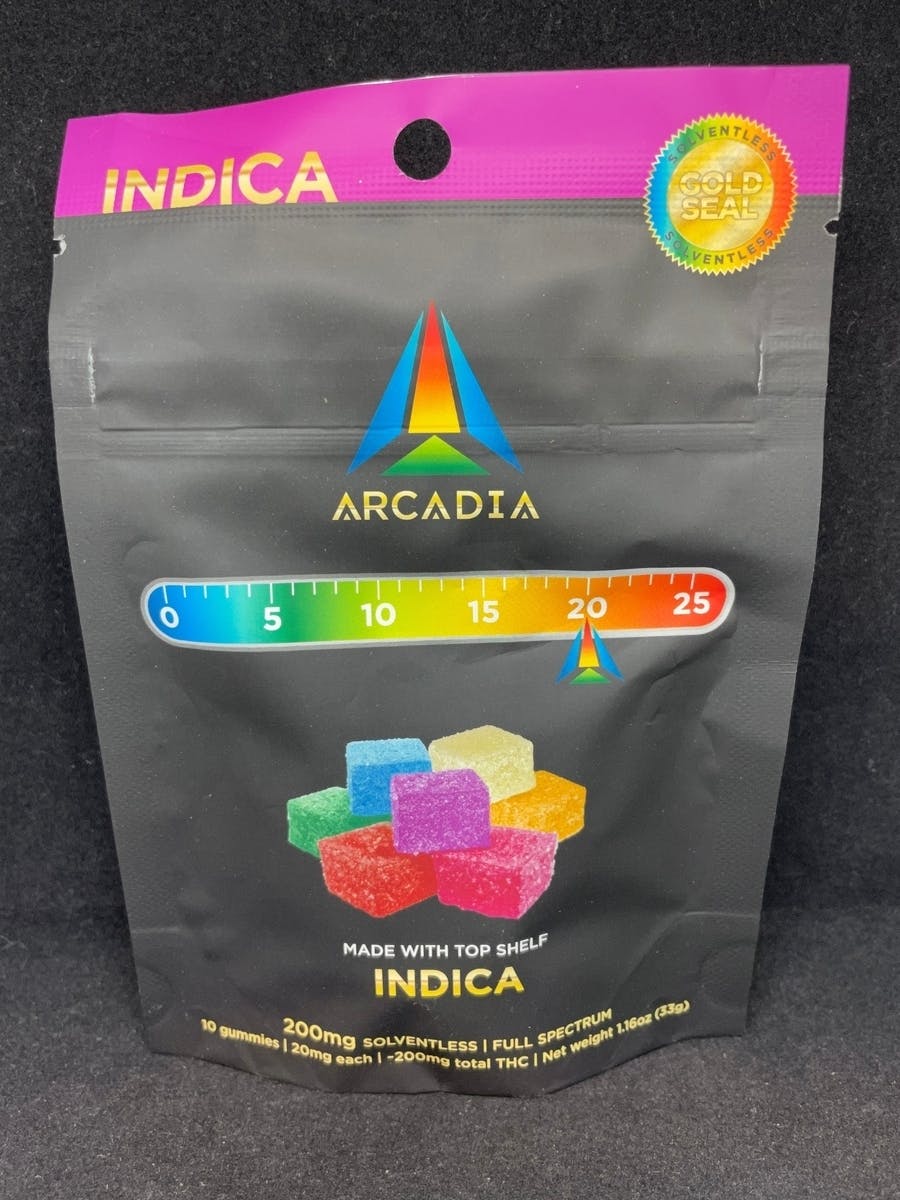 INDICA
SOLVENTLESS
GOLD
SEAL
SOLVENTLESS
ARCADIA
0 5 10 15 20 25
MADE WITH TOP SHELF
INDICA
200mg SOLVENTLESS | FULL SPECTRUM
10 gummies | 20mg each | ~200mg total THC | Net weight 1.16oz (33g)